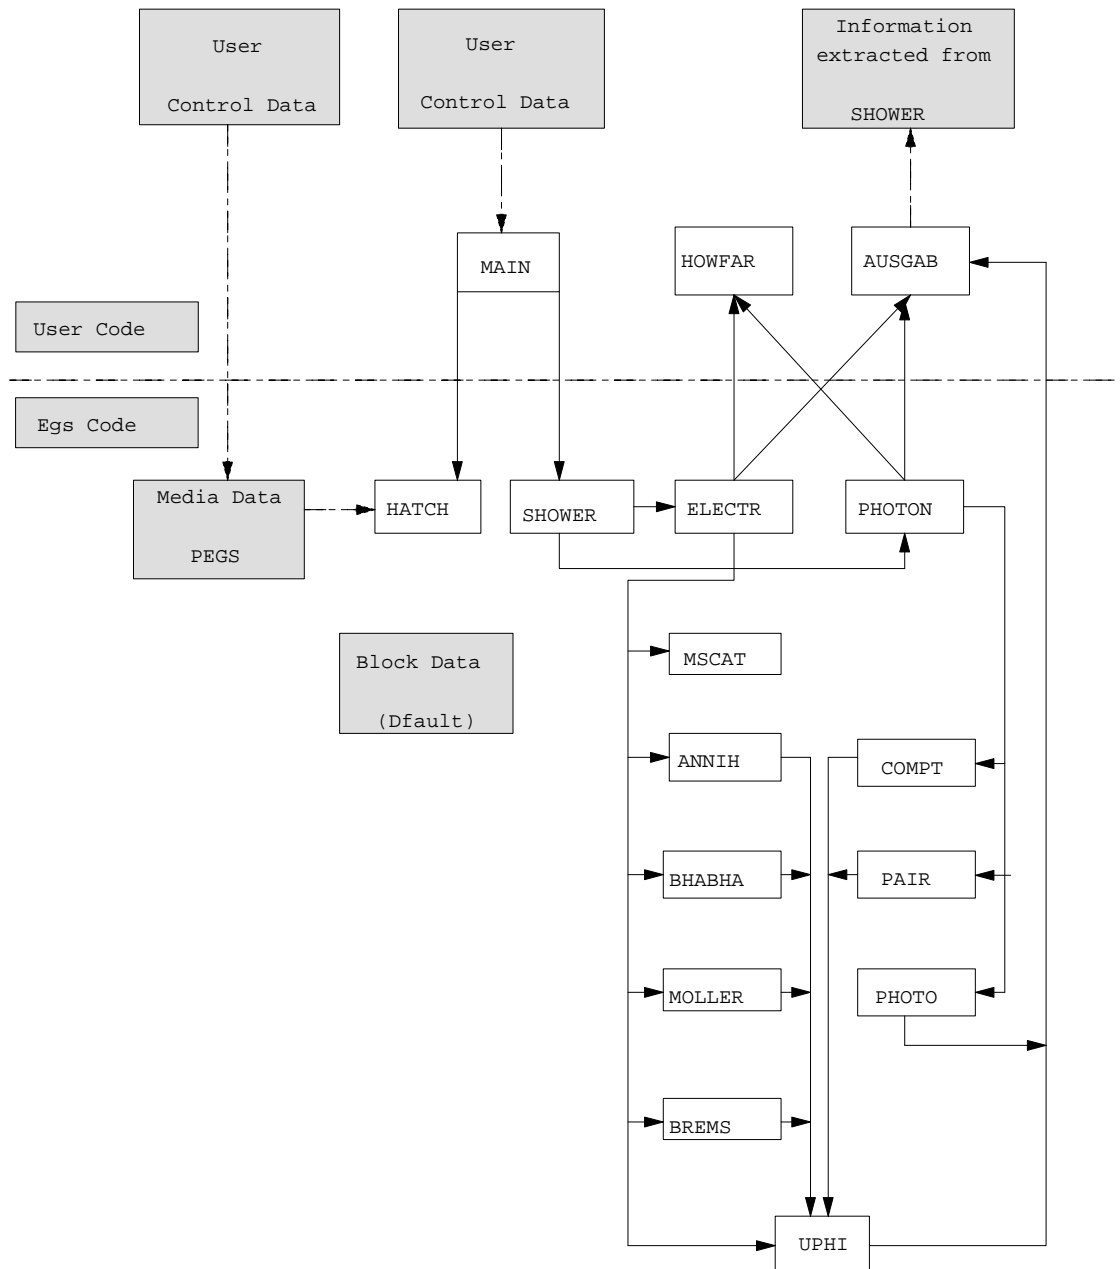 User
Control Data
User
Control Data
Information
extracted from
SHOWER
MAIN
HOWFAR
AUSGAB
User Code
Egs Code
Media Data
PEGS
HATCH
SHOWER
ELECTR
PHOTON
Block Data
(Dfault)
MSCAT
ANNIH
COMPT
BHABHA
PAIR
MOLLER
PHOTO
BREMS
UPHI